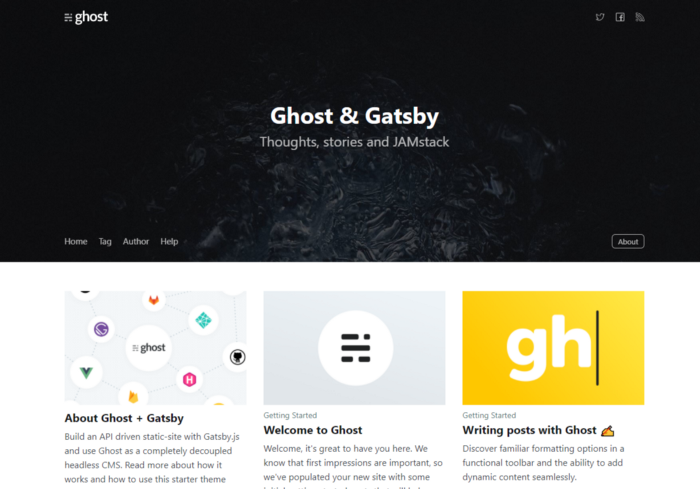 ghost
Ghost & Gatsby
Thoughts, stories and JAMstack
Home Tag Author Help
About
ghost
About Ghost + Gatsby
Build an API driven static-site with Gatsby.js
and use Ghost as a completely decoupled
headless CMS. Read more about how it
works and how to use this starter theme
Getting Started
Welcome to Ghost
Welcome, it's great to have you here. We
know that first impressions are important, so
we've populated your new site with some
gh
Getting Started
Writing posts with Ghost ✍️
Discover familiar formatting options in a
functional toolbar and the ability to add
dynamic content seamlessly.